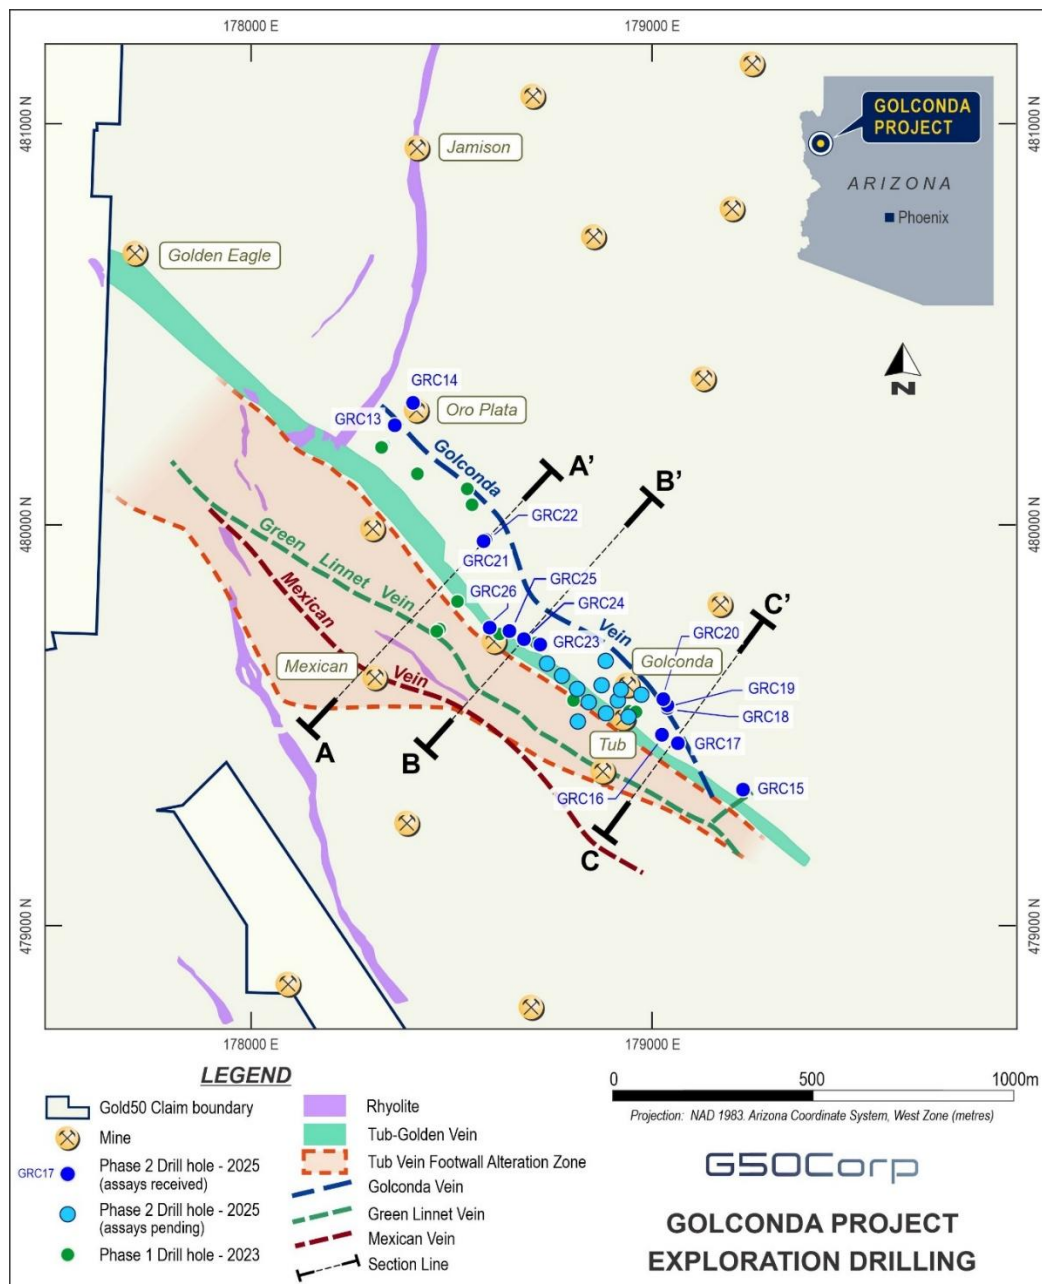 178000 E
179000 E
481000 N
481000 N
GOLCONDA
PROJECT
ARIZONA
Phoenix
Jamison
Golden Eagle
N
GRC14
GRC13
Oro Plata
Golconda
A'
B'
480000 N
480000 N
GRC22
GRC21
GRC25
GRC26
GRC24
C'
Green Linnet Vein
Mexican
Vein
GRC23
GRC20
Vein
Golconda
Mexican
GRC19
GRC18
A
Tub
GRC17
B
GRC16
GRC15
C
479000 N
479000 N
178000 E
179000 E
LEGEND
Gold50 Claim boundary
Mine
GRC17
Phase 2 Drill hole - 2025
(assays received)
Phase 2 Drill hole - 2025
(assays pending)
Phase 1 Drill hole - 2023
Rhyolite
Tub-Golden Vein
Tub Vein Footwall Alteration Zone
Golconda Vein
Green Linnet Vein
Mexican Vein
Section Line
0
500
1000m
Projection: NAD 1983. Arizona Coordinate System, West Zone (metres)
G50Corp
GOLCONDA PROJECT
EXPLORATION DRILLING